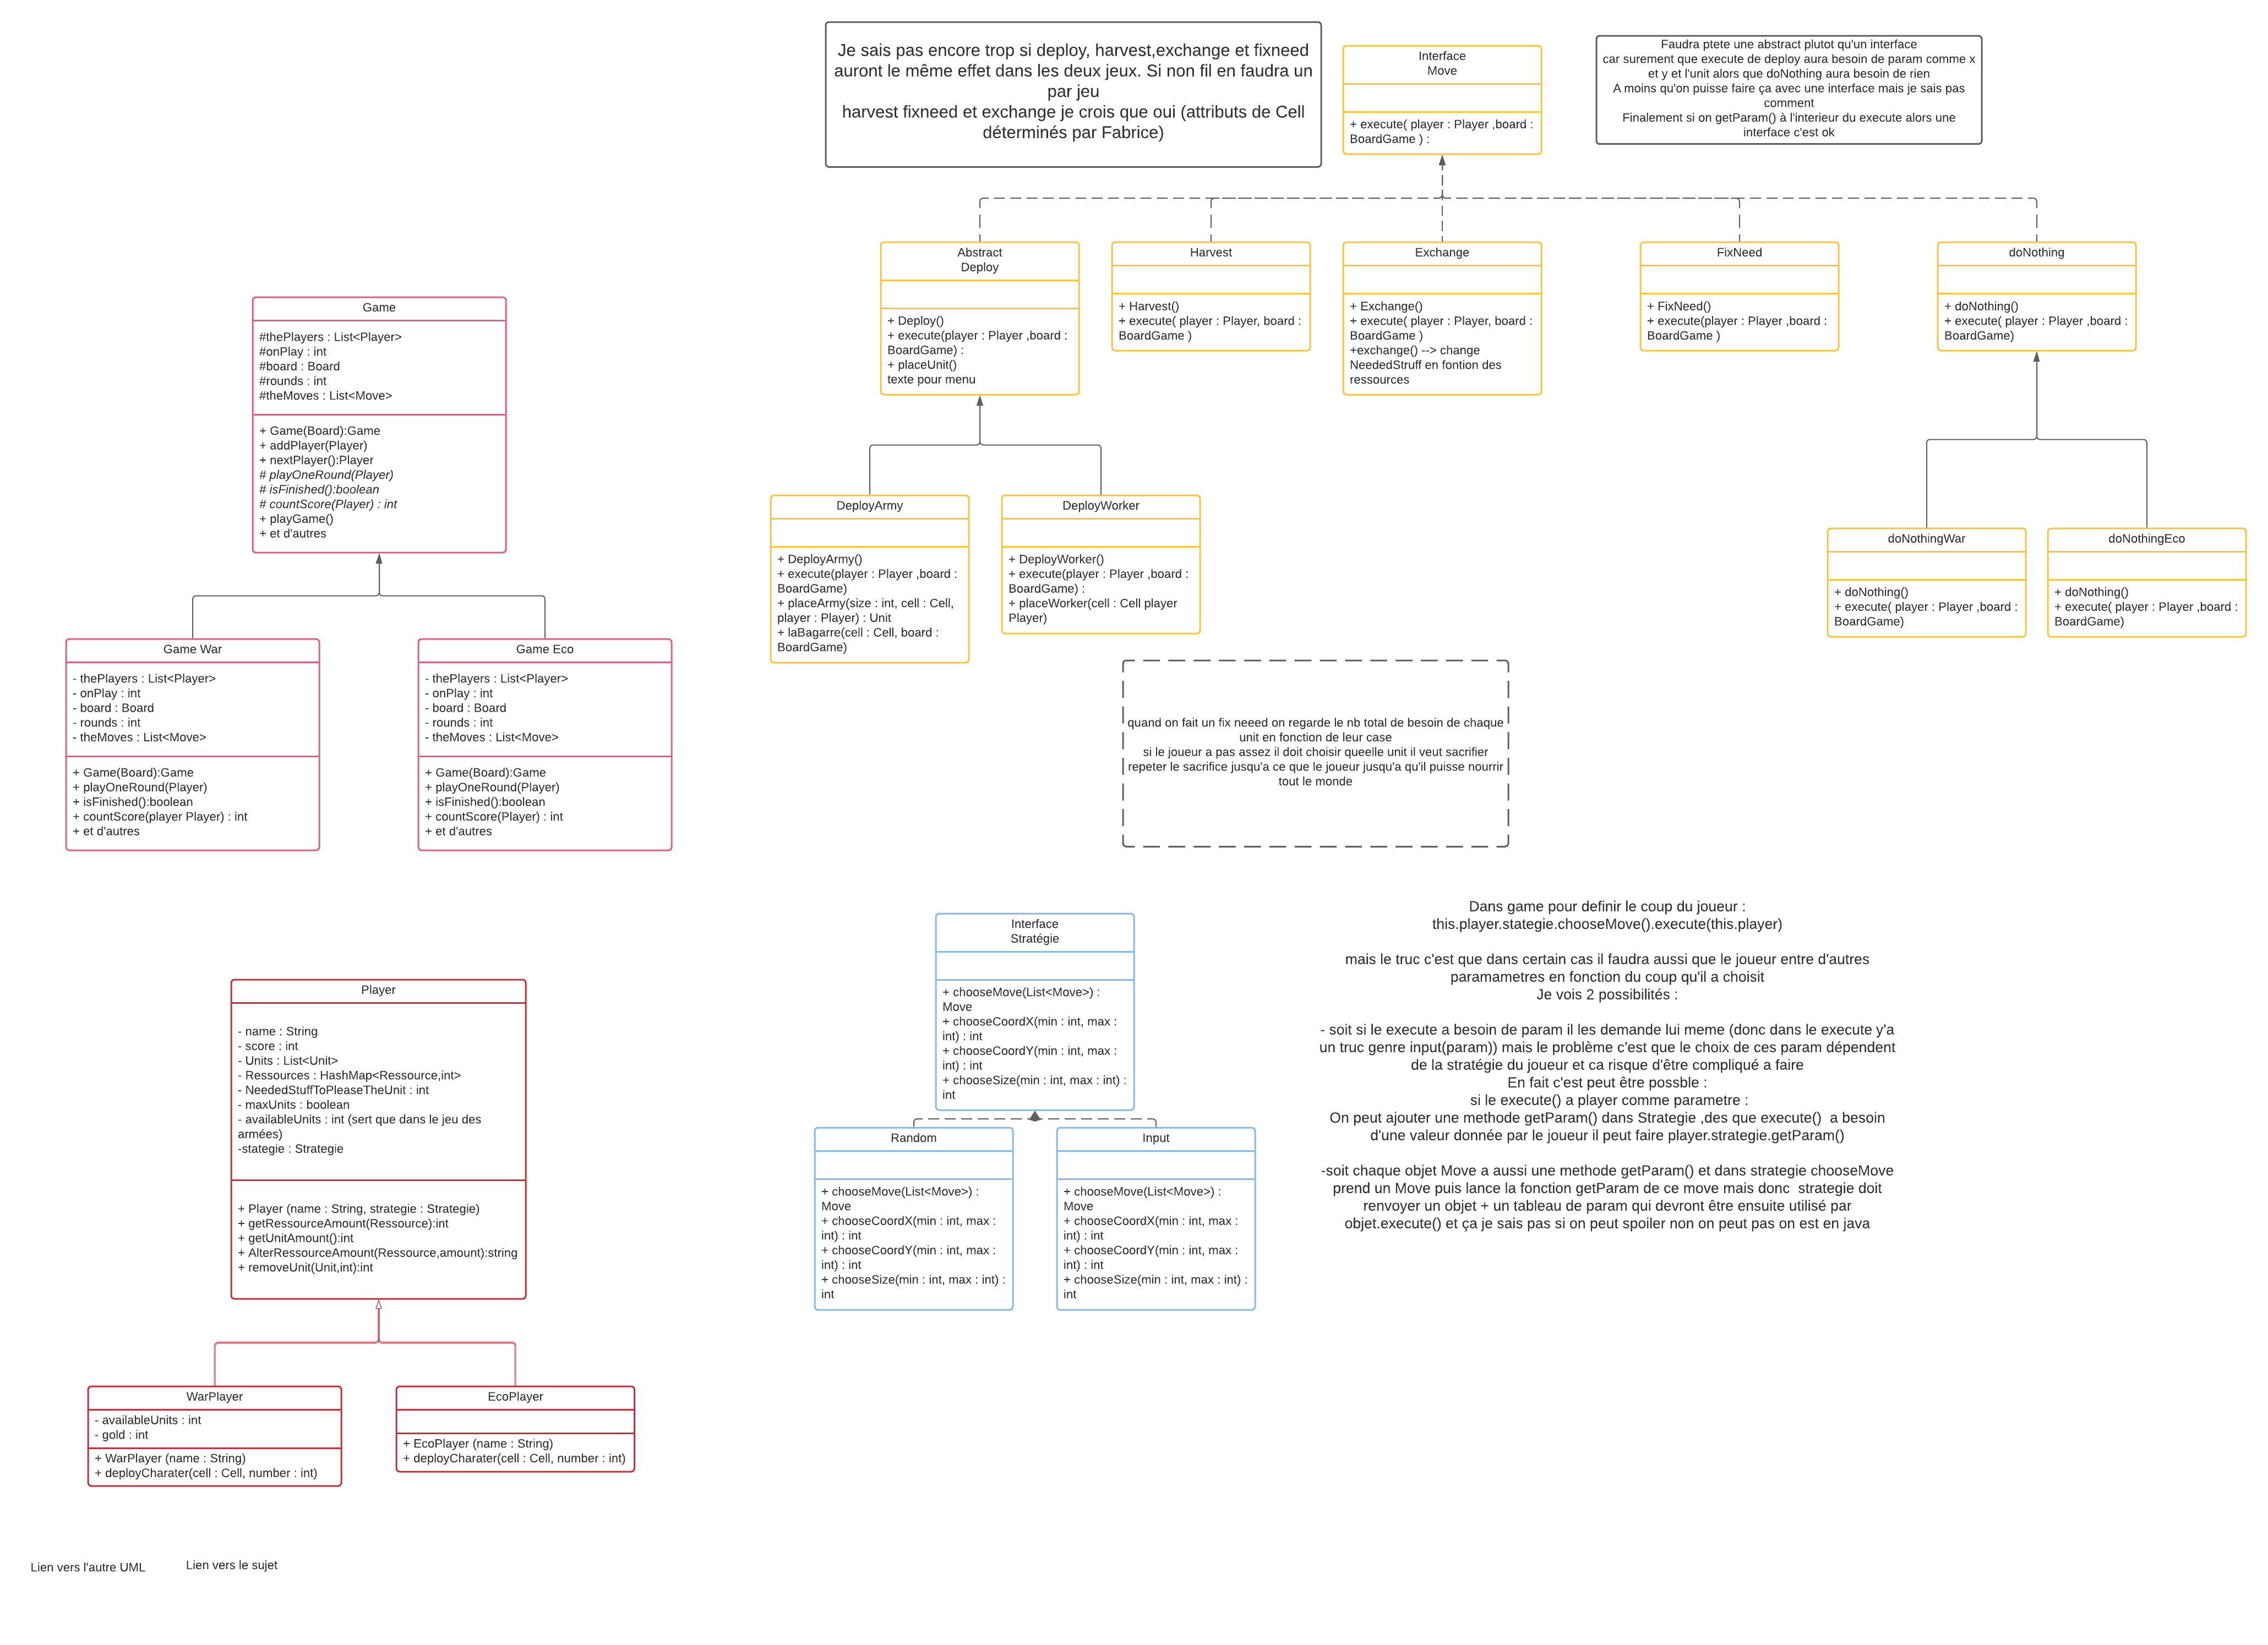 Je sais pas encore trop si deploy, harvest,exchange et fixneed
auront le même effet dans les deux jeux. Si non fil en faudra un
par jeu
harvest fixneed et exchange je crois que oui (attributs de Cell
déterminés par Fabrice)
Interface
Move
+ execute( player : Player ,board :
BoardGame ) :
Faudra ptete une abstract plutot qu'un interface
car surement que execute de deploy aura besoin de param comme x
et y et l'unit alors que doNothing aura besoin de rien
A moins qu'on puisse faire ça avec une interface mais je sais pas
comment
Finalement si on getParam() à l'interieur du execute alors une
interface c'est ok
Abstract
Deploy
+ Deploy()
+ execute(player : Player ,board :
BoardGame) :
+ placeUnit()
texte pour menu
Harvest
+ Harvest()
+ execute( player : Player, board :
BoardGame )
Exchange
+ Exchange()
+ execute( player : Player, board :
BoardGame )
+exchange() --> change
NeededStruff en fontion des
ressources
FixNeed
+ FixNeed()
+ execute(player : Player ,board :
BoardGame )
doNothing
+ doNothing()
+ execute( player : Player ,board :
BoardGame)
Game
#thePlayers : List<Player>
#onPlay : int
#board : Board
#rounds : int
#theMoves : List<Move>
+ Game(Board):Game
+ addPlayer(Player)
+ nextPlayer():Player
# playOneRound(Player)
# isFinished():boolean
# countScore(Player) : int
+ playGame()
+ et d'autres
DeployArmy
+ DeployArmy()
+ execute(player : Player ,board :
BoardGame)
+ placeArmy(size : int, cell : Cell,
player : Player) : Unit
+ laBagarre(cell : Cell, board :
BoardGame)
DeployWorker
+ DeployWorker()
+ execute(player : Player ,board :
BoardGame) :
+ placeWorker(cell : Cell player
Player)
doNothingWar
+ doNothing()
+ execute( player : Player ,board :
BoardGame)
doNothingEco
+ doNothing()
+ execute( player : Player ,board :
BoardGame)
Game War
- thePlayers : List<Player>
- onPlay : int
- board : Board
- rounds : int
- theMoves : List<Move>
+ Game(Board):Game
+ playOneRound(Player)
+ isFinished():boolean
+ countScore(player Player) : int
+ et d'autres
Game Eco
- thePlayers : List<Player>
- onPlay : int
- board : Board
- rounds : int
- theMoves : List<Move>
+ Game(Board):Game
+ playOneRound(Player)
+ isFinished():boolean
+ countScore(Player) : int
+ et d'autres
quand on fait un fix neeed on regarde le nb total de besoin de chaque
unit en fonction de leur case
si le joueur a pas assez il doit choisir queelle unit il veut sacrifier
repeter le sacrifice jusqu'a ce que le joueur jusqu'a qu'il puisse nourrir
tout le monde
Interface
Stratégie
+ chooseMove(List<Move>) :
Move
+ chooseCoordX(min : int, max :
int) : int
+ chooseCoordY(min : int, max :
int) : int
+ chooseSize(min : int, max : int) :
int
Random
+ chooseMove(List<Move>) :
Move
+ chooseCoordX(min : int, max :
int) : int
+ chooseCoordY(min : int, max :
int) : int
+ chooseSize(min : int, max : int) :
int
Input
+ chooseMove(List<Move>) :
Move
+ chooseCoordX(min : int, max :
int) : int
+ chooseCoordY(min : int, max :
int) : int
+ chooseSize(min : int, max : int) :
int
Dans game pour definir le coup du joueur :
this.player.stategie.chooseMove().execute(this.player)
mais le truc c'est que dans certain cas il faudra aussi que le joueur entre d'autres
paramametres en fonction du coup qu'il a choisit
Je vois 2 possibilités :
- soit si le execute a besoin de param il les demande lui meme (donc dans le execute y'a
un truc genre input(param)) mais le problème c'est que le choix de ces param dépendent
de la stratégie du joueur et ca risque d'être compliqué a faire
En fait c'est peut être possble :
si le execute() a player comme parametre :
On peut ajouter une methode getParam() dans Strategie ,des que execute()  a besoin
d'une valeur donnée par le joueur il peut faire player.strategie.getParam()
-soit chaque objet Move a aussi une methode getParam() et dans strategie chooseMove
prend un Move puis lance la fonction getParam de ce move mais donc  strategie doit
renvoyer un objet + un tableau de param qui devront être ensuite utilisé par
objet.execute() et ça je sais pas si on peut spoiler non on peut pas on est en java
Player
- name : String
- score : int
- Units : List<Unit>
- Ressources : HashMap<Ressource,int>
- NeededStuffToPleaseTheUnit : int
- maxUnits : boolean
- availableUnits : int (sert que dans le jeu des
armées)
-stategie : Strategie
+ Player (name : String, strategie : Strategie)
+ getRessourceAmount(Ressource):int
+ getUnitAmount():int
+ AlterRessourceAmount(Ressource,amount):string
+ removeUnit(Unit,int):int
WarPlayer
- availableUnits : int
- gold : int
+ WarPlayer (name : String)
+ deployCharater(cell : Cell, number : int)
EcoPlayer
+ EcoPlayer (name : String)
+ deployCharater(cell : Cell, number : int)
Lien vers l'autre UML
Lien vers le sujet